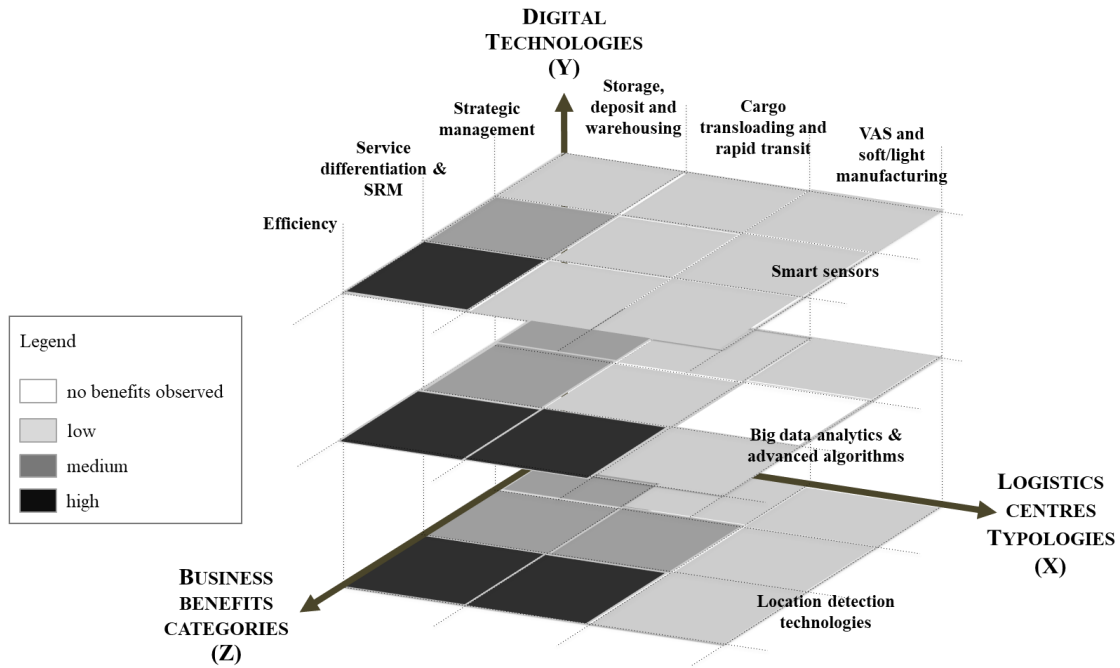 DIGITAL
TECHNOLOGIES
(Y)
Storage,
deposit and
warehousing
Cargo
transloading and
rapid transit
VAS and
soft/light
manufacturing
Strategic
management
Service
differentiation &
SRM
Efficiency
Smart sensors
Legend
no benefits observed
low
medium
high
Big data analytics &
advanced algorithms
LOGISTICS
CENTRES
TYPOLOGIES
(X)
BUSINESS
BENEFITS
CATEGORIES
(Z)
Location detection
technologies